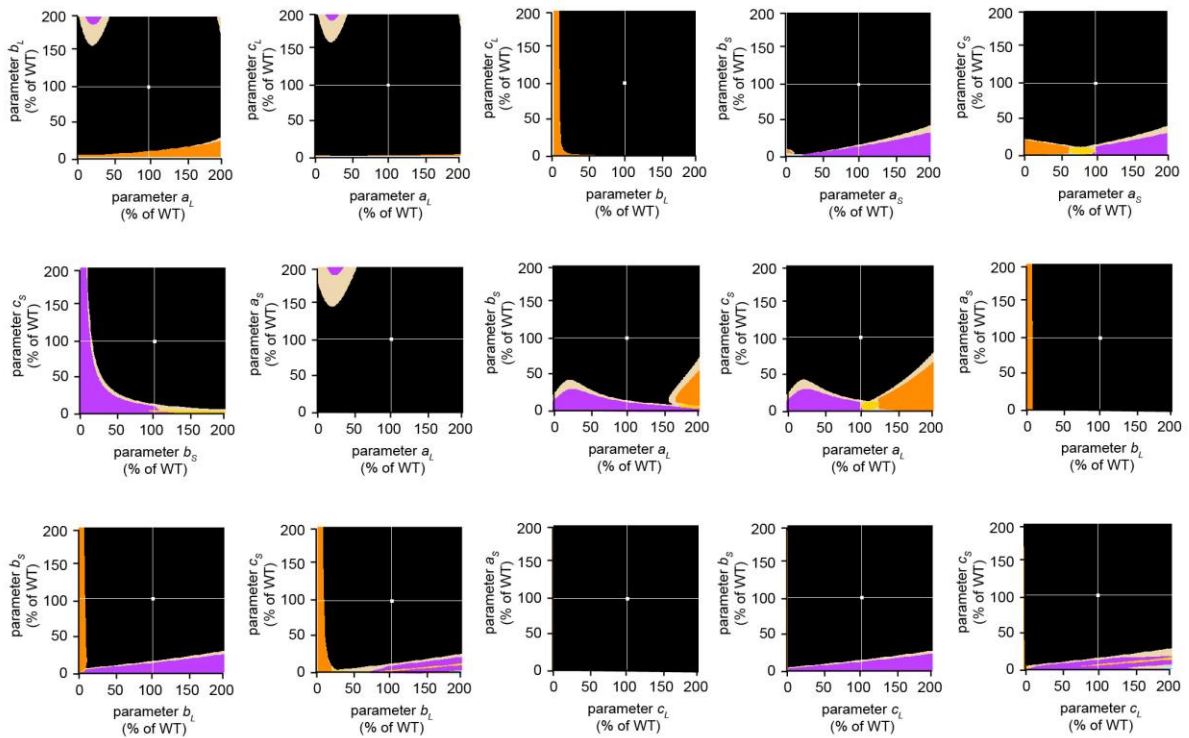 parameter b_L
(% of WT)
200
150
100
50
0
0 50 100 150 200
parameter a_L
(% of WT)
parameter c_L
(% of WT)
200
150
100
50
0
0 50 100 150 200
parameter a_L
(% of WT)
parameter c_L
(% of WT)
200
150
100
50
0
0 50 100 150 200
parameter b_L
(% of WT)
parameter b_S
(% of WT)
200
150
100
50
0
0 50 100 150 200
parameter a_S
(% of WT)
parameter c_S
(% of WT)
200
150
100
50
0
0 50 100 150 200
parameter a_S
(% of WT)
parameter c_S
(% of WT)
200
150
100
50
0
0 50 100 150 200
parameter b_S
(% of WT)
parameter a_S
(% of WT)
200
150
100
50
0
0 50 100 150 200
parameter a_L
(% of WT)
parameter b_S
(% of WT)
200
150
100
50
0
0 50 100 150 200
parameter a_L
(% of WT)
parameter c_S
(% of WT)
200
150
100
50
0
0 50 100 150 200
parameter a_L
(% of WT)
parameter a_S
(% of WT)
200
150
100
50
0
0 50 100 150 200
parameter b_L
(% of WT)
parameter b_S
(% of WT)
200
150
100
50
0
0 50 100 150 200
parameter b_L
(% of WT)
parameter c_S
(% of WT)
200
150
100
50
0
0 50 100 150 200
parameter b_L
(% of WT)
parameter a_S
(% of WT)
200
150
100
50
0
0 50 100 150 200
parameter c_L
(% of WT)
parameter b_S
(% of WT)
200
150
100
50
0
0 50 100 150 200
parameter c_L
(% of WT)
parameter c_S
(% of WT)
200
150
100
50
0
0 50 100 150 200
parameter c_L
(% of WT)